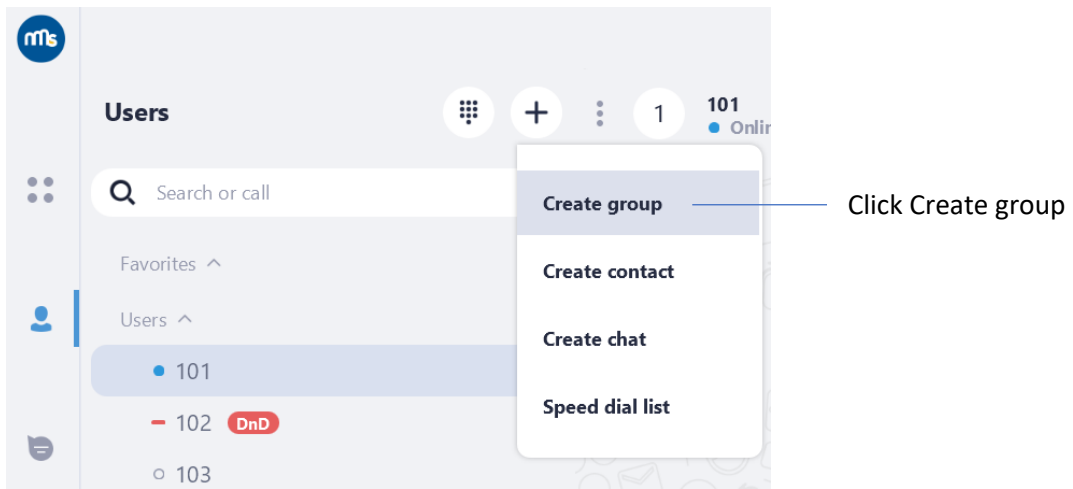 ms
Users
1
101
Onlin
Search or call
Create group
Click Create group
Favorites
Create contact
Users
Create chat
101
Speed dial list
102 DnD
103